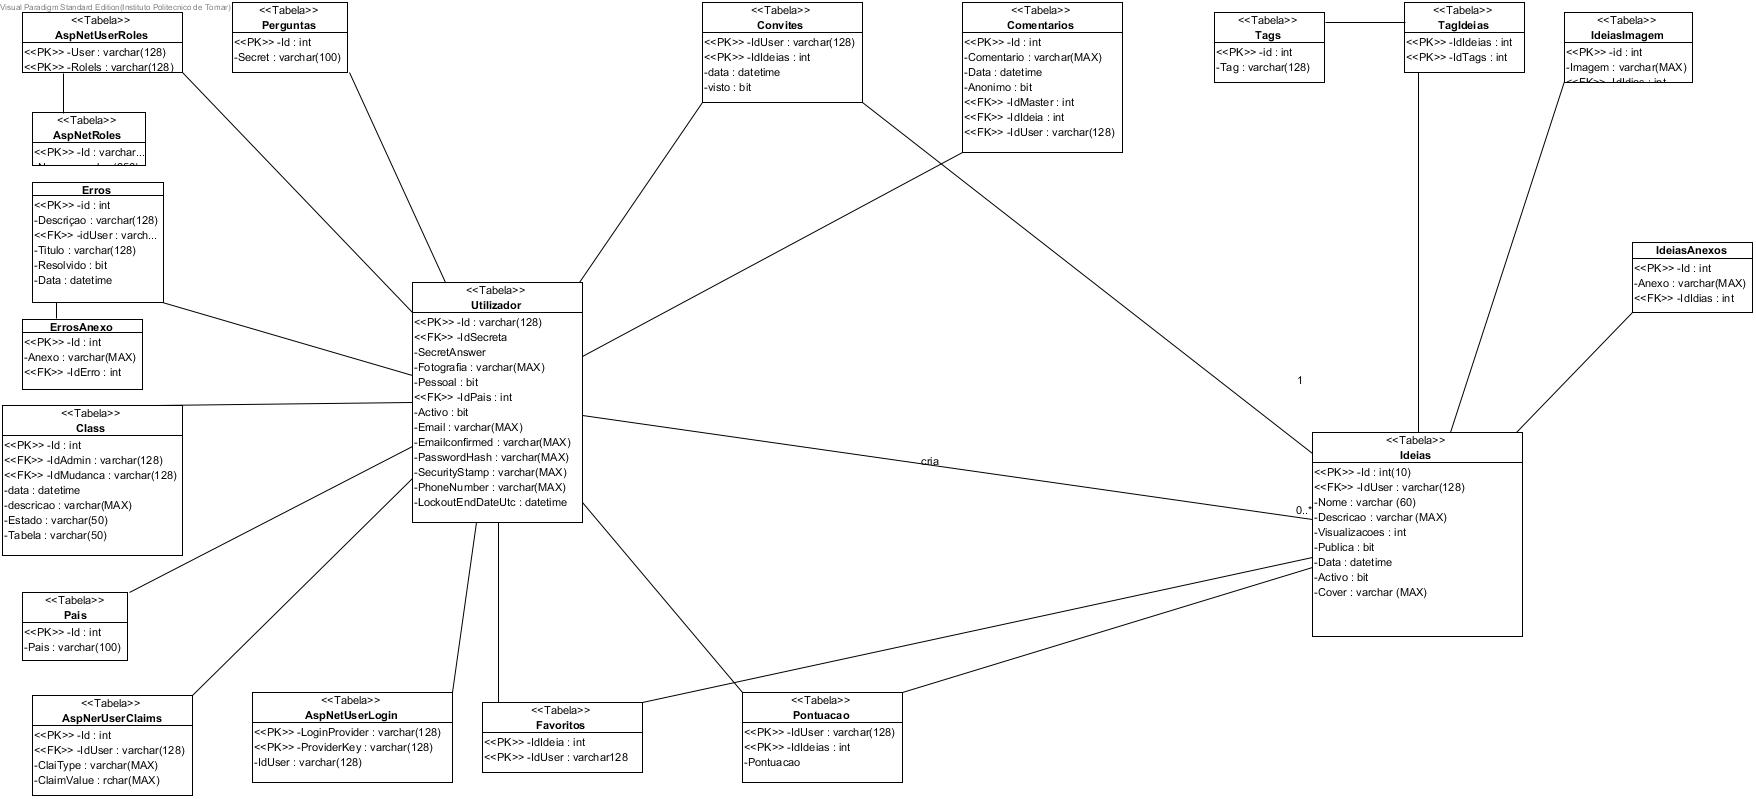 Visual Paradigm Standard Edition(Instituto Politecnico de Tomar)
<<Tabela>>
AspNetUserRoles
<<PK>> -User : varchar(128)
<<PK>> -Rolels : varchar(128)
<<Tabela>>
Perguntas
<<PK>> -Id : int
-Secret : varchar(100)
<<Tabela>>
Convites
<<PK>> -IdUser : varchar(128)
<<PK>> -IdIdeias : int
-data : datetime
-visto : bit
<<Tabela>>
Comentarios
<<PK>> -Id : int
-Comentario : varchar(MAX)
-Data : datetime
-Anonimo : bit
<<FK>> -IdMaster : int
<<FK>> -IdIdeia : int
<<FK>> -IdUser : varchar(128)
<<Tabela>>
Tags
<<PK>> -id : int
-Tag : varchar(128)
<<Tabela>>
TagIdeias
<<PK>> -IdIdeias : int
<<PK>> -IdTags : int
<<Tabela>>
IdeiasImagem
<<PK>> -id : int
-Imagem : varchar(MAX)
<<FK>> -IdIdias : int
<<Tabela>>
AspNetRoles
<<PK>> -Id : varchar...
Erros
<<PK>> -id : int
-Descriçao : varchar(128)
<<FK>> -idUser : varch...
-Titulo : varchar(128)
-Resolvido : bit
-Data : datetime
IdeiasAnexos
<<PK>> -Id : int
-Anexo : varchar(MAX)
<<FK>> -IdIdias : int
<<Tabela>>
Utilizador
<<PK>> -Id : varchar(128)
<<FK>> -IdSecreta
-SecretAnswer
-Fotografia : varchar(MAX)
-Pessoal : bit
<<FK>> -IdPais : int
-Activo : bit
-Email : varchar(MAX)
-Emailconfirmed : varchar(MAX)
-PasswordHash : varchar(MAX)
-SecurityStamp : varchar(MAX)
-PhoneNumber : varchar(MAX)
-LockoutEndDateUtc : datetime
ErrosAnexo
<<PK>> -Id : int
-Anexo : varchar(MAX)
<<FK>> -IdErro : int
1
cria
0..*
<<Tabela>>
Class
<<PK>> -Id : int
<<FK>> -IdAdmin : varchar(128)
<<FK>> -IdMudanca : varchar(128)
-data : datetime
-descricao : varchar(MAX)
-Estado : varchar(50)
-Tabela : varchar(50)
<<Tabela>>
Ideias
<<PK>> -Id : int(10)
<<FK>> -IdUser : varchar(128)
-Nome : varchar (60)
-Descricao : varchar (MAX)
-Visualizacoes : int
-Publica : bit
-Data : datetime
-Activo : bit
-Cover : varchar (MAX)
<<Tabela>>
Pais
<<PK>> -Id : int
-Pais : varchar(100)
<<Tabela>>
AspNerUserClaims
<<PK>> -Id : int
<<FK>> -IdUser : varchar(128)
-ClaiType : varchar(MAX)
-ClaimValue : rchar(MAX)
<<Tabela>>
AspNetUserLogin
<<PK>> -LoginProvider : varchar(128)
<<PK>> -ProviderKey : varchar(128)
-IdUser : varchar(128)
<<Tabela>>
Favoritos
<<PK>> -IdIdeia : int
<<PK>> -IdUser : varchar128
<<Tabela>>
Pontuacao
<<PK>> -IdUser : varchar(128)
<<PK>> -IdIdeias : int
-Pontuacao